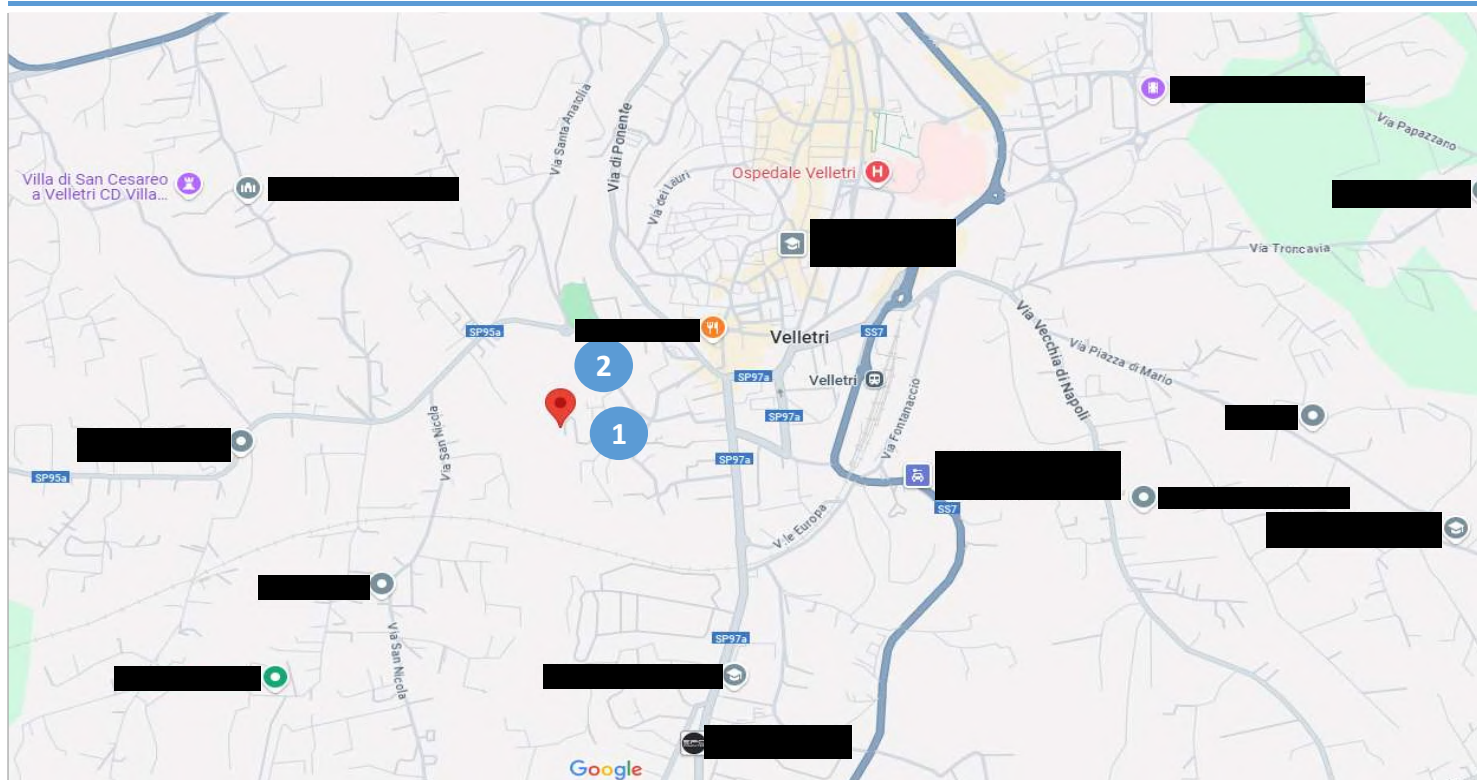 Via Papazzano
Via Santa Anatolia
Via di Ponente
Villa di San Cesareo
a Velletri CD Villa...
Ospedale Velletri
H
Via dei Lauri
Via Troncavia
SP95a
Velletri
SS7
Via Vecchia di Napoli
Via Piazza di Mario
2
SP97a
Velletri
1
SP97a
Via Fontanaccio
Via San Nicola
SP97a
SP95a
SS7
V.le Europa
SP97a
Via San Nicola
Google